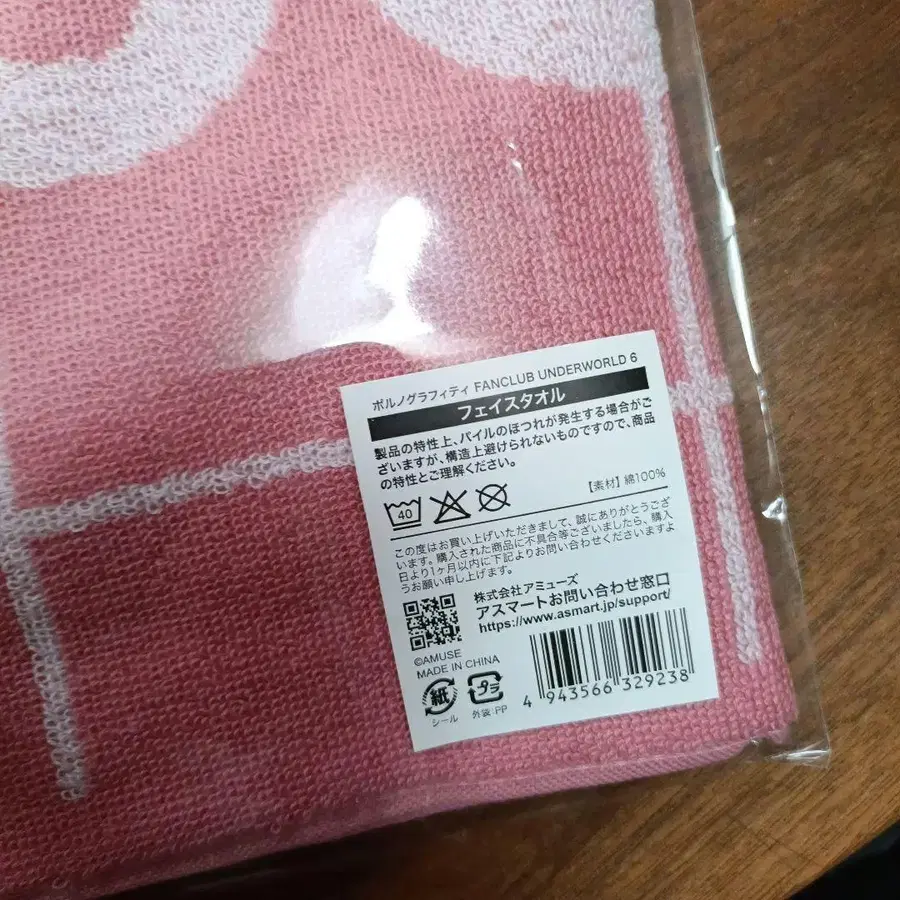 ポルノグラフィティ FANCLUB UNDERWORLD 6
フェイスタオル
製品の特性上、パイルのほつれが発生する場合がご
ざいますが、構造上避けられないものですので、商品
の特性とご理解ください。
40
【素材】綿100%
この度はお買い上げいただきまして、誠にありがとうござ
います。購入された商品に不具合等ございましたら、購入
日より1ヶ月以内に下記よりお問い合わせくださいますよ
うお願い申し上げます。
株式会社アミューズ
アスマートお問い合わせ窓口
https://www.asmart.jp/support/
©AMUSE
MADE IN CHINA
紙
シール
プラ
外袋:PP
4 943566 329238